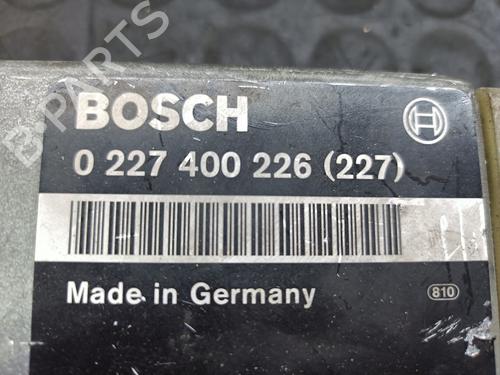 B-PARTS
BOSCH
0 227 400 226 (227)
Made in Germany
810